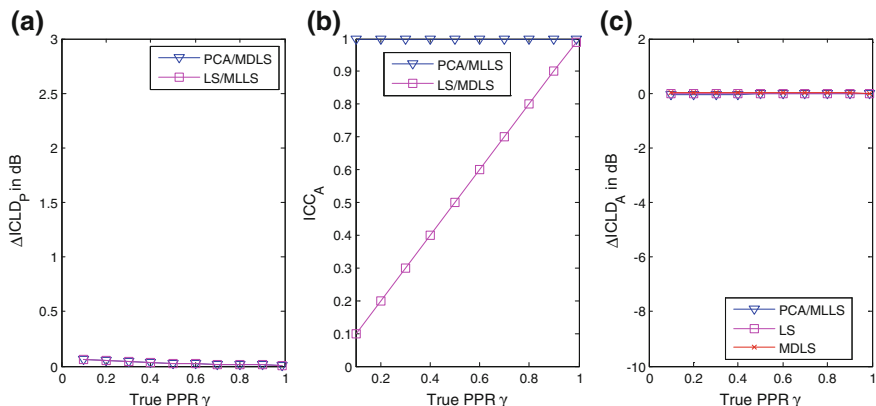 (a)
3
2.5
2
1.5
1
0.5
0
0 0.2 0.4 0.6 0.8 1
ΔICLD_P in dB
True PPR γ
PCA/MDLS
LS/MLLS
(b)
1
0.9
0.8
0.7
0.6
0.5
0.4
0.3
0.2
0.1
0
0.2 0.4 0.6 0.8 1
ICC_A
True PPR γ
PCA/MLLS
LS/MDLS
(c)
2
0
-2
-4
-6
-8
-10
0 0.2 0.4 0.6 0.8 1
ΔICLD_A in dB
True PPR γ
PCA/MLLS
LS
MDLS